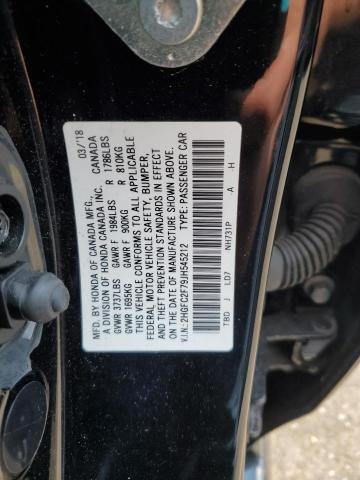 MFD. BY HONDA OF CANADA MFG., 03/18
A DIVISION OF HONDA CANADA INC. CANADA
GVWR 3737LBS GAWR F 1984LBS R 1786LBS
GVWR 1695KG GAWR F 900KG R 810KG
THIS VEHICLE CONFORMS TO ALL APPLICABLE
FEDERAL MOTOR VEHICLE SAFETY, BUMPER,
AND THEFT PREVENTION STANDARDS IN EFFECT
ON THE DATE OF MANUFACTURE SHOWN ABOVE.
V.I.N.:2HGFC2F79JH545212 TYPE:PASSENGER CAR
TBD J LD7 NH731P A H